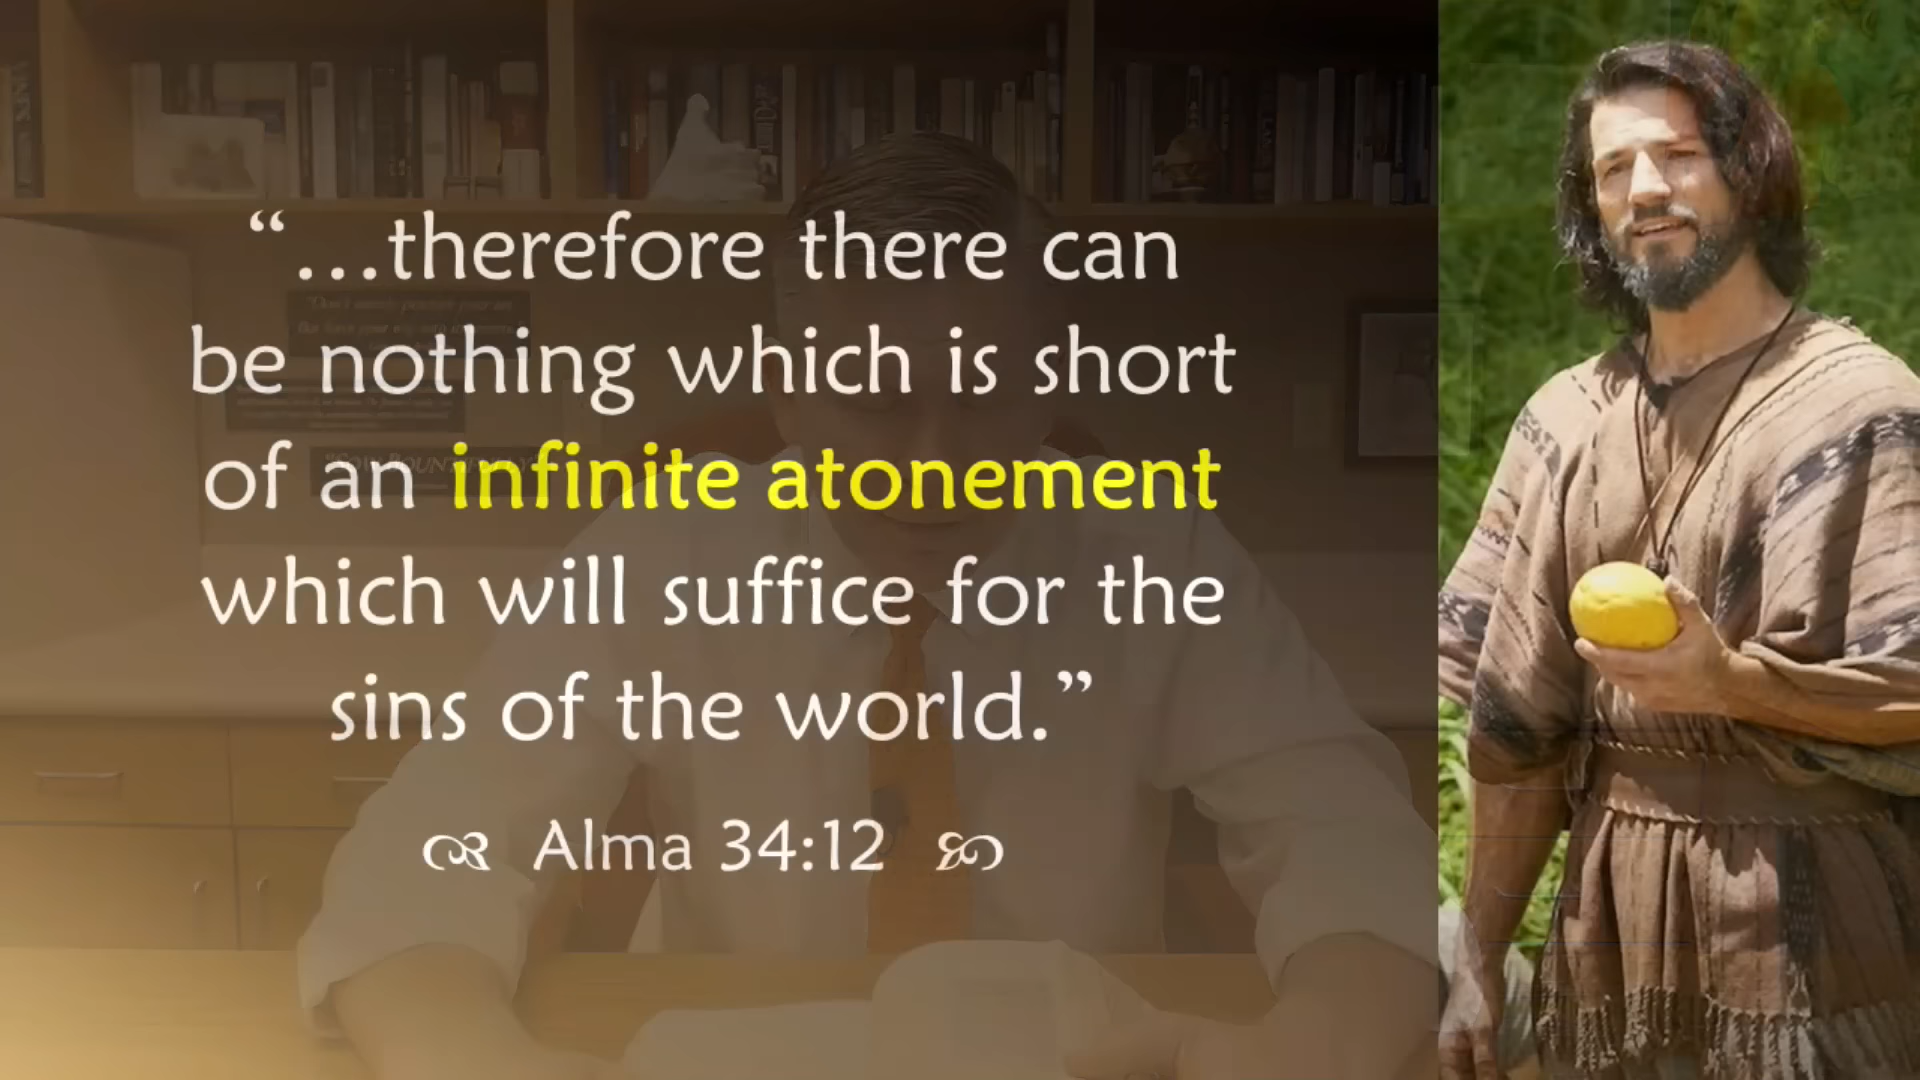 “...therefore there can
be nothing which is short
of an infinite atonement
which will suffice for the
sins of the world.”
Alma 34:12